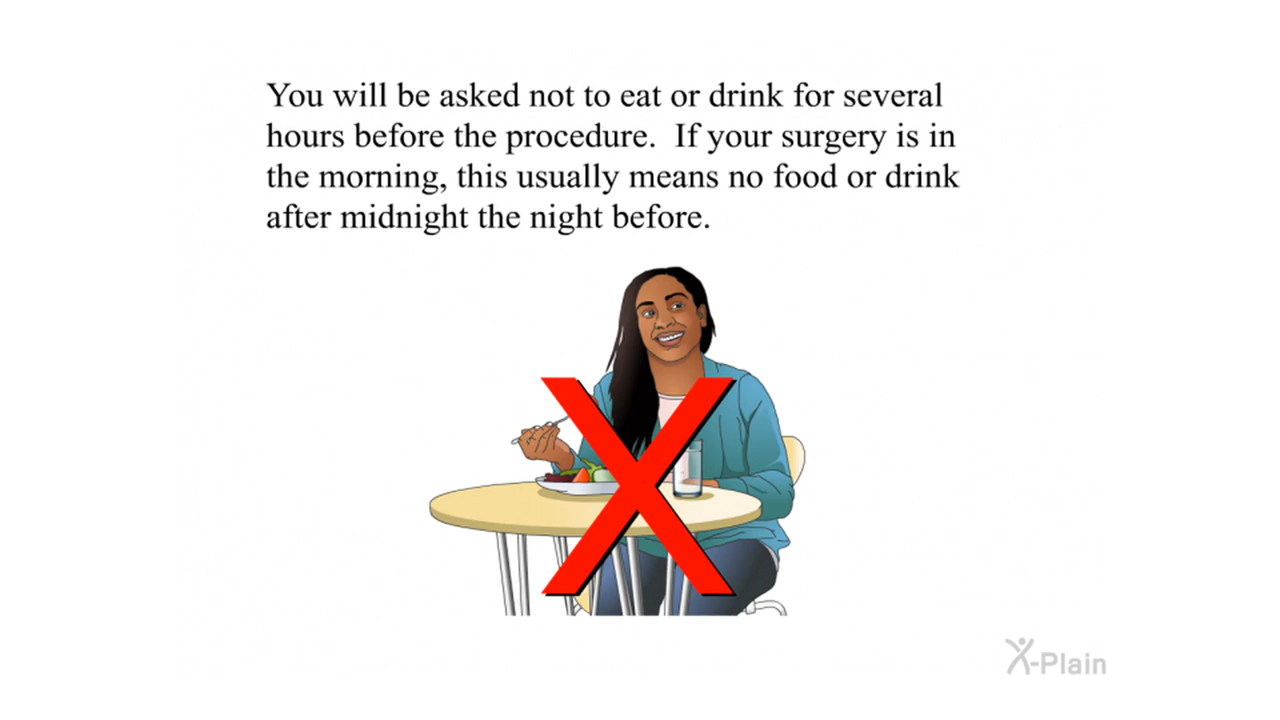 You will be asked not to eat or drink for several
hours before the procedure.  If your surgery is in
the morning, this usually means no food or drink
after midnight the night before.
X-Plain